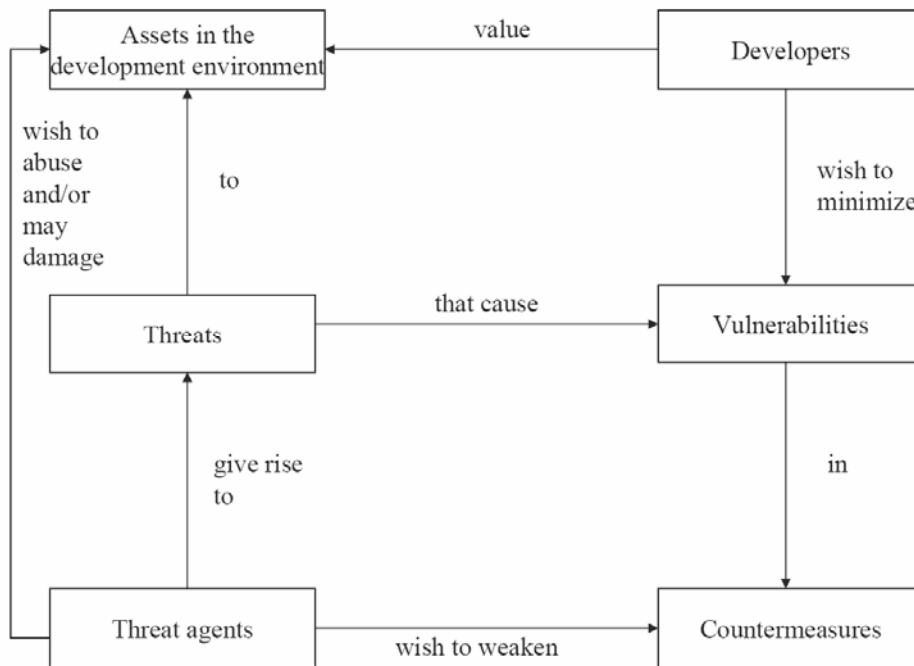 Assets in the
development environment
value
Developers
wish to
abuse
and/or
may
damage
to
wish to
minimize
Threats
that cause
Vulnerabilities
give rise
to
in
Threat agents
wish to weaken
Countermeasures